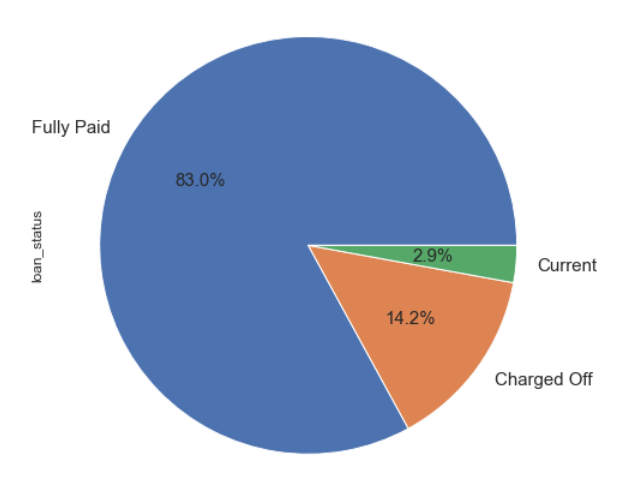 Fully Paid
83.0%
loan_status
2.9%
Current
14.2%
Charged Off